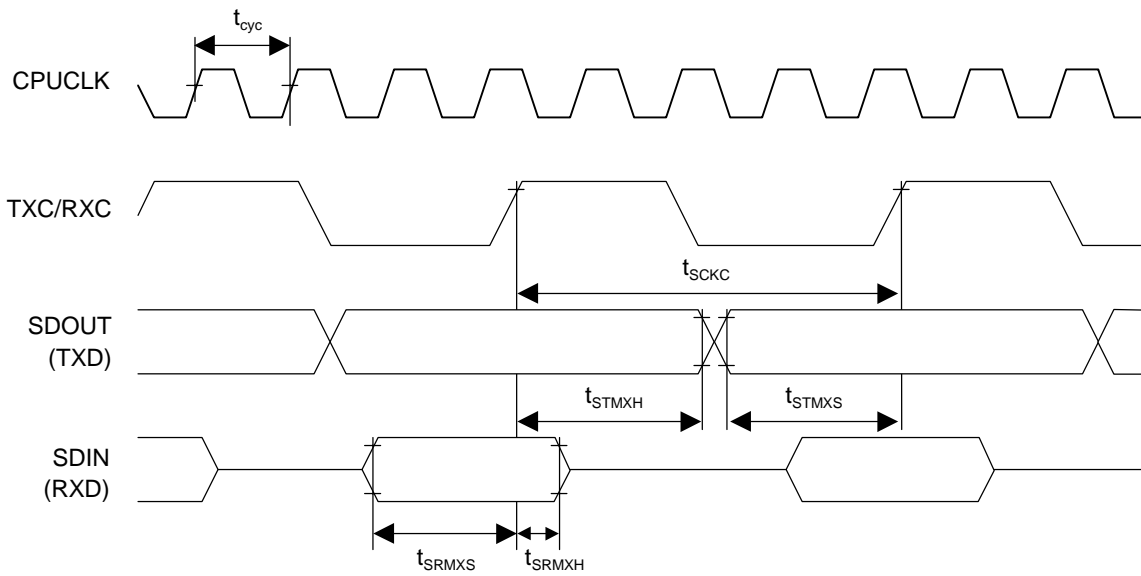 tcyc
CPUCLK
TXC/RXC
tSCKC
SDOUT
(TXD)
tSTMXH
tSTMXS
SDIN
(RXD)
tSRMXS
tSRMXH